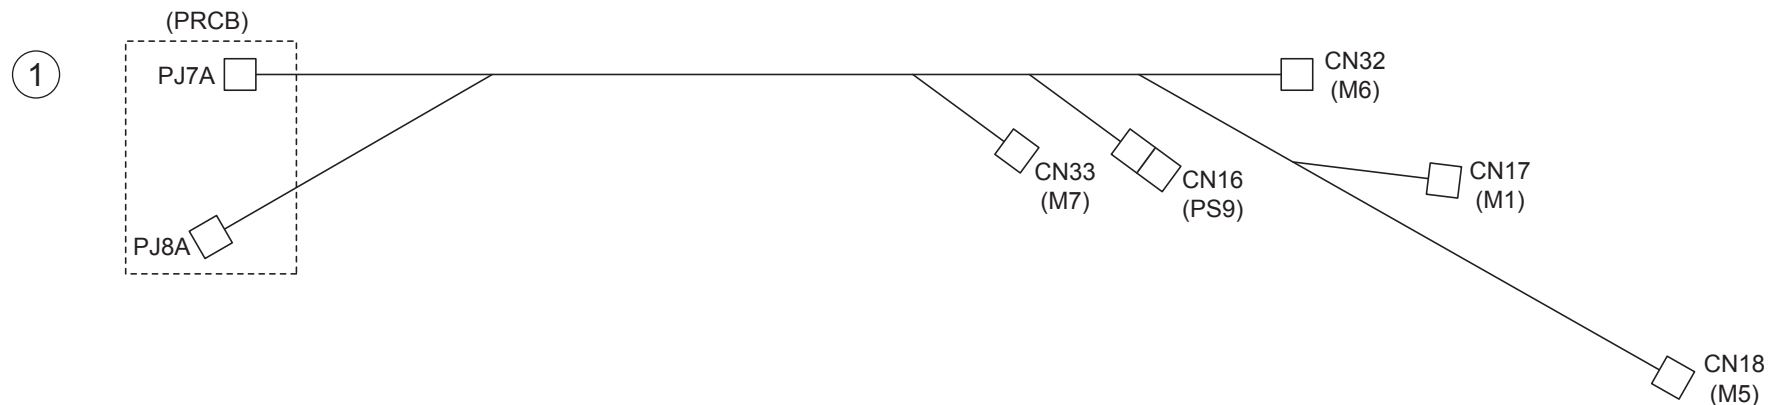 (PRCB)
1
PJ7A
CN32
(M6)
CN33
(M7)
CN16
(PS9)
CN17
(M1)
PJ8A
CN18
(M5)